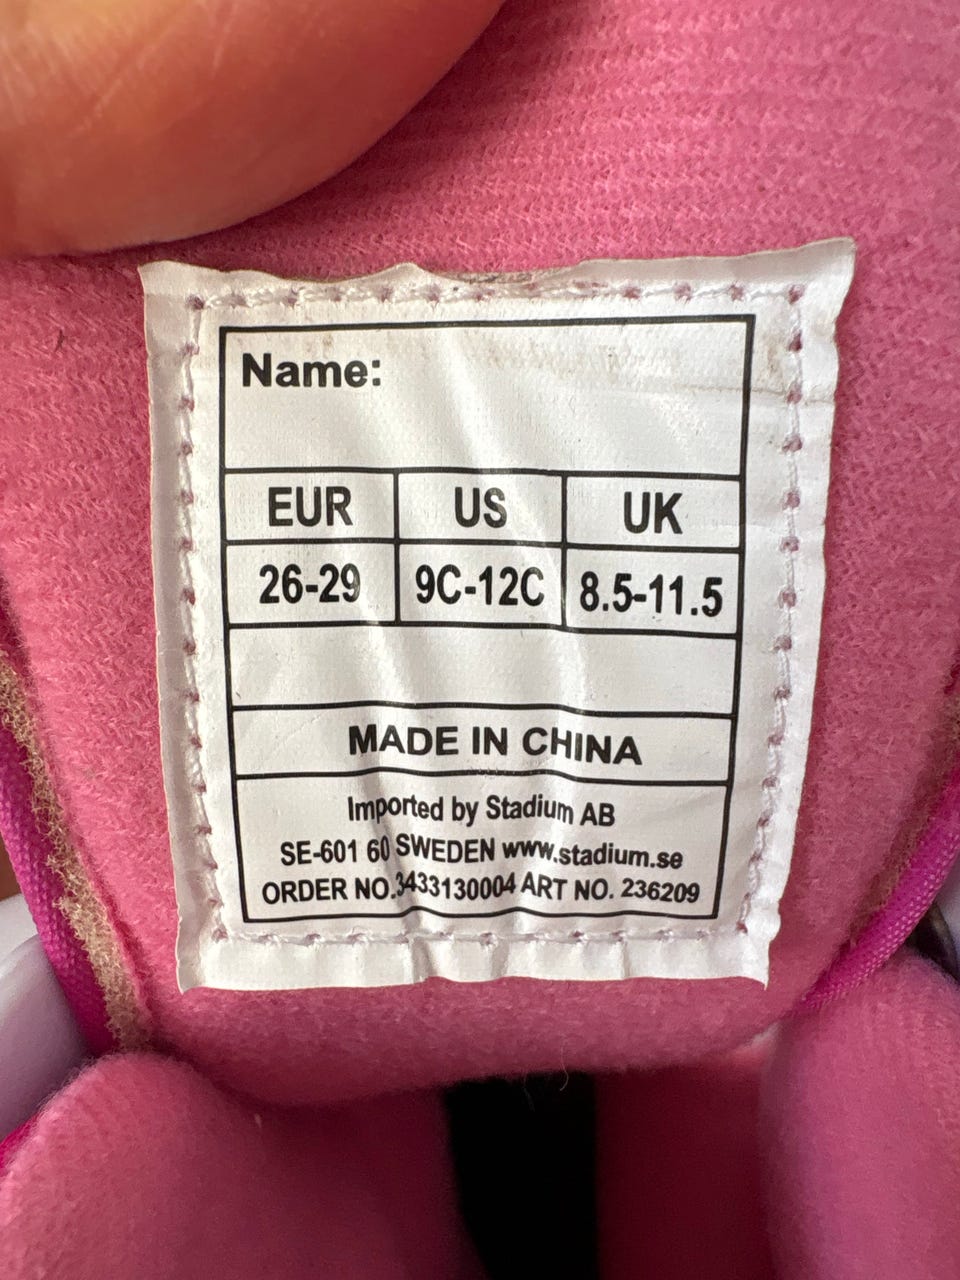 Name:
EUR US UK
26-29 9C-12C 8.5-11.5
MADE IN CHINA
Imported by Stadium AB
SE-601 60 SWEDEN www.stadium.se
ORDER NO.3433130004 ART NO. 236209